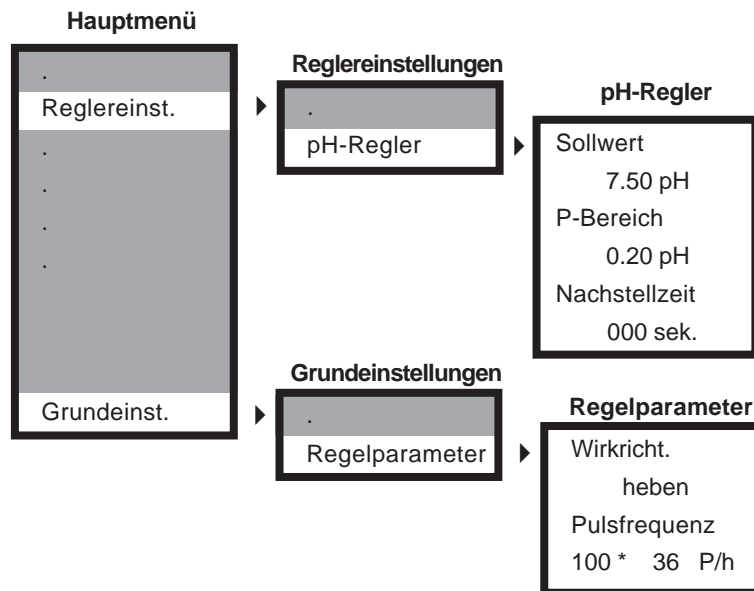 Hauptmenü
.
Reglereinst.
.
.
.
.
Grundeinst.
Reglereinstellungen
.
pH-Regler
pH-Regler
Sollwert
7.50 pH
P-Bereich
0.20 pH
Nachstellzeit
000 sek.
Grundeinstellungen
.
Regelparameter
Regelparameter
Wirkricht.
heben
Pulsfrequenz
100 * 36 P/h